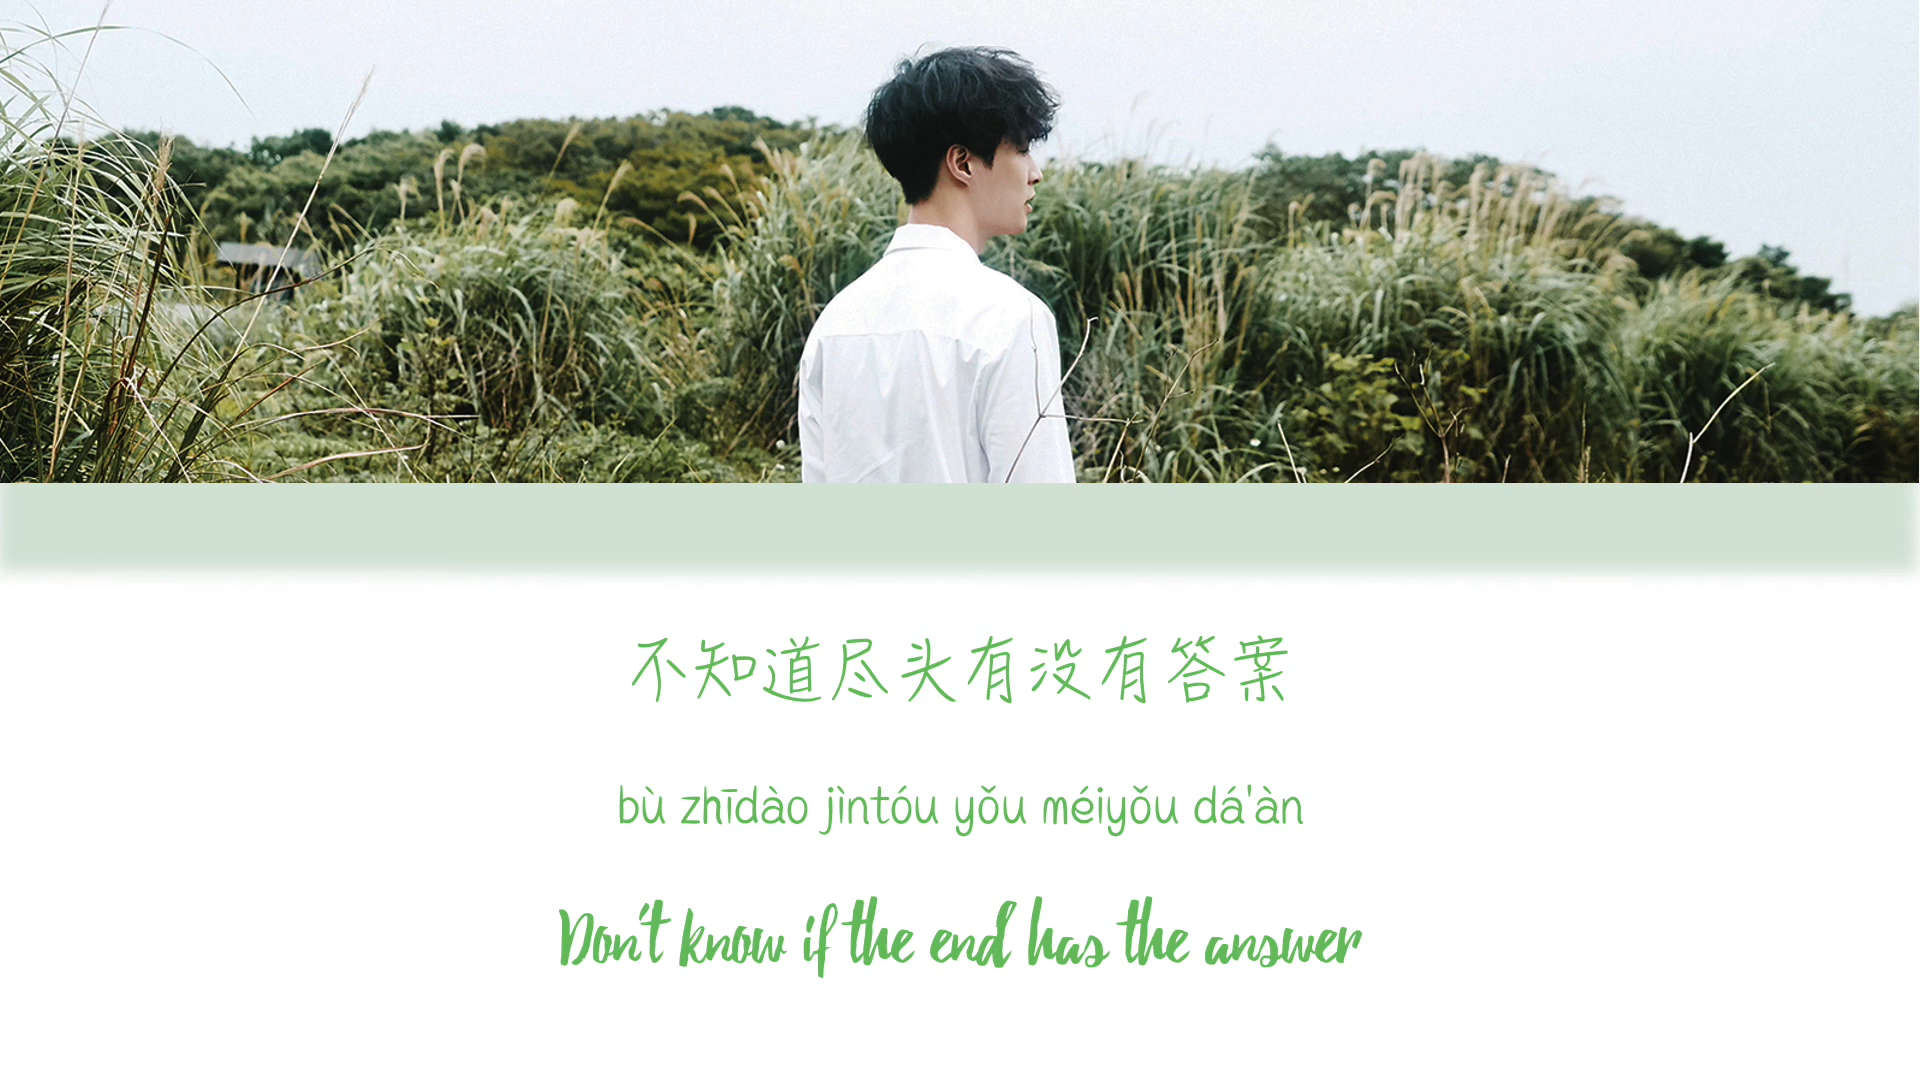 不知道尽头有没有答案
bù zhīdào jìntóu yǒu méiyǒu dá'àn
Don't know if the end has the answer